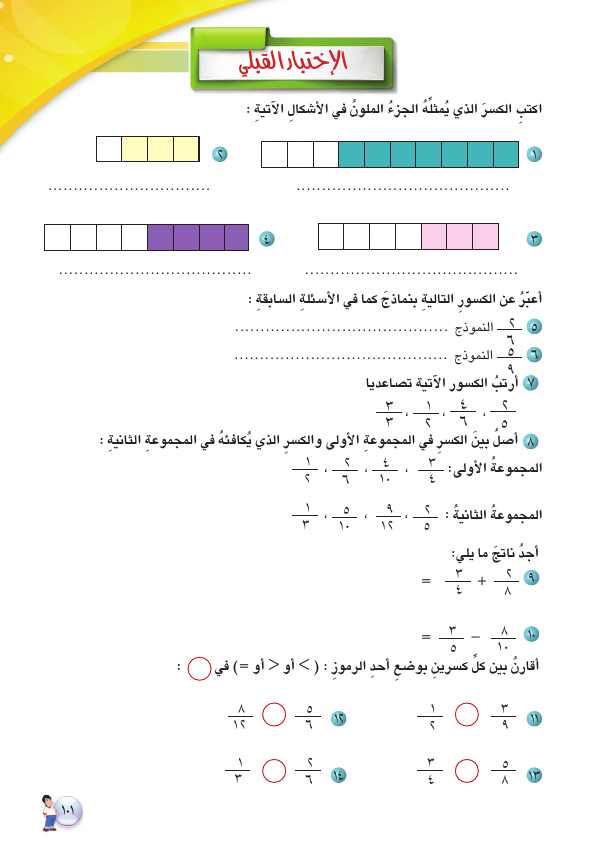 الإختبار القبلي
اكتبِ الكسرَ الذي يُمثلُهُ الجزءُ الملونُ في الأشكالِ الآتيةِ :
١ ٢
........................................ ................................
٣ ٤
........................................ ......................................
أعبّرُ عن الكسورِ التاليةِ بنماذجَ كما في الأسئلةِ السابقةِ :
٥ ٢/٦ النموذج ..........................................
٦ ٥/٩ النموذج ..........................................
٧ أرتبُ الكسور الآتية تصاعديا
٢/٥ ، ٤/٦ ، ١/٢ ، ٣/٣
٨ أصلُ بينَ الكسرِ في المجموعةِ الأولى والكسرِ الذي يُكافئهُ في المجموعةِ الثانيةِ :
المجموعةُ الأولى: ٣/٤ ، ٤/١٠ ، ٢/٦ ، ١/٢
المجموعةُ الثانيةُ : ٢/٥ ، ٩/١٢ ، ٥/١٠ ، ١/٣
أجدُ ناتجَ ما يلي:
٩ ٢/٨ + ٣/٤ =
١٠ ٨/١٠ − ٣/٥ =
أقارنُ بين كلِّ كسرينِ بوضعِ أحدِ الرموزِ : ( < أو > أو = ) في ○ :
١١ ٣/٩ ○ ١/٢ ١٢ ٥/٦ ○ ٨/١٢
١٣ ٥/٨ ○ ٣/٤ ١٤ ٢/٦ ○ ١/٣
١٠١